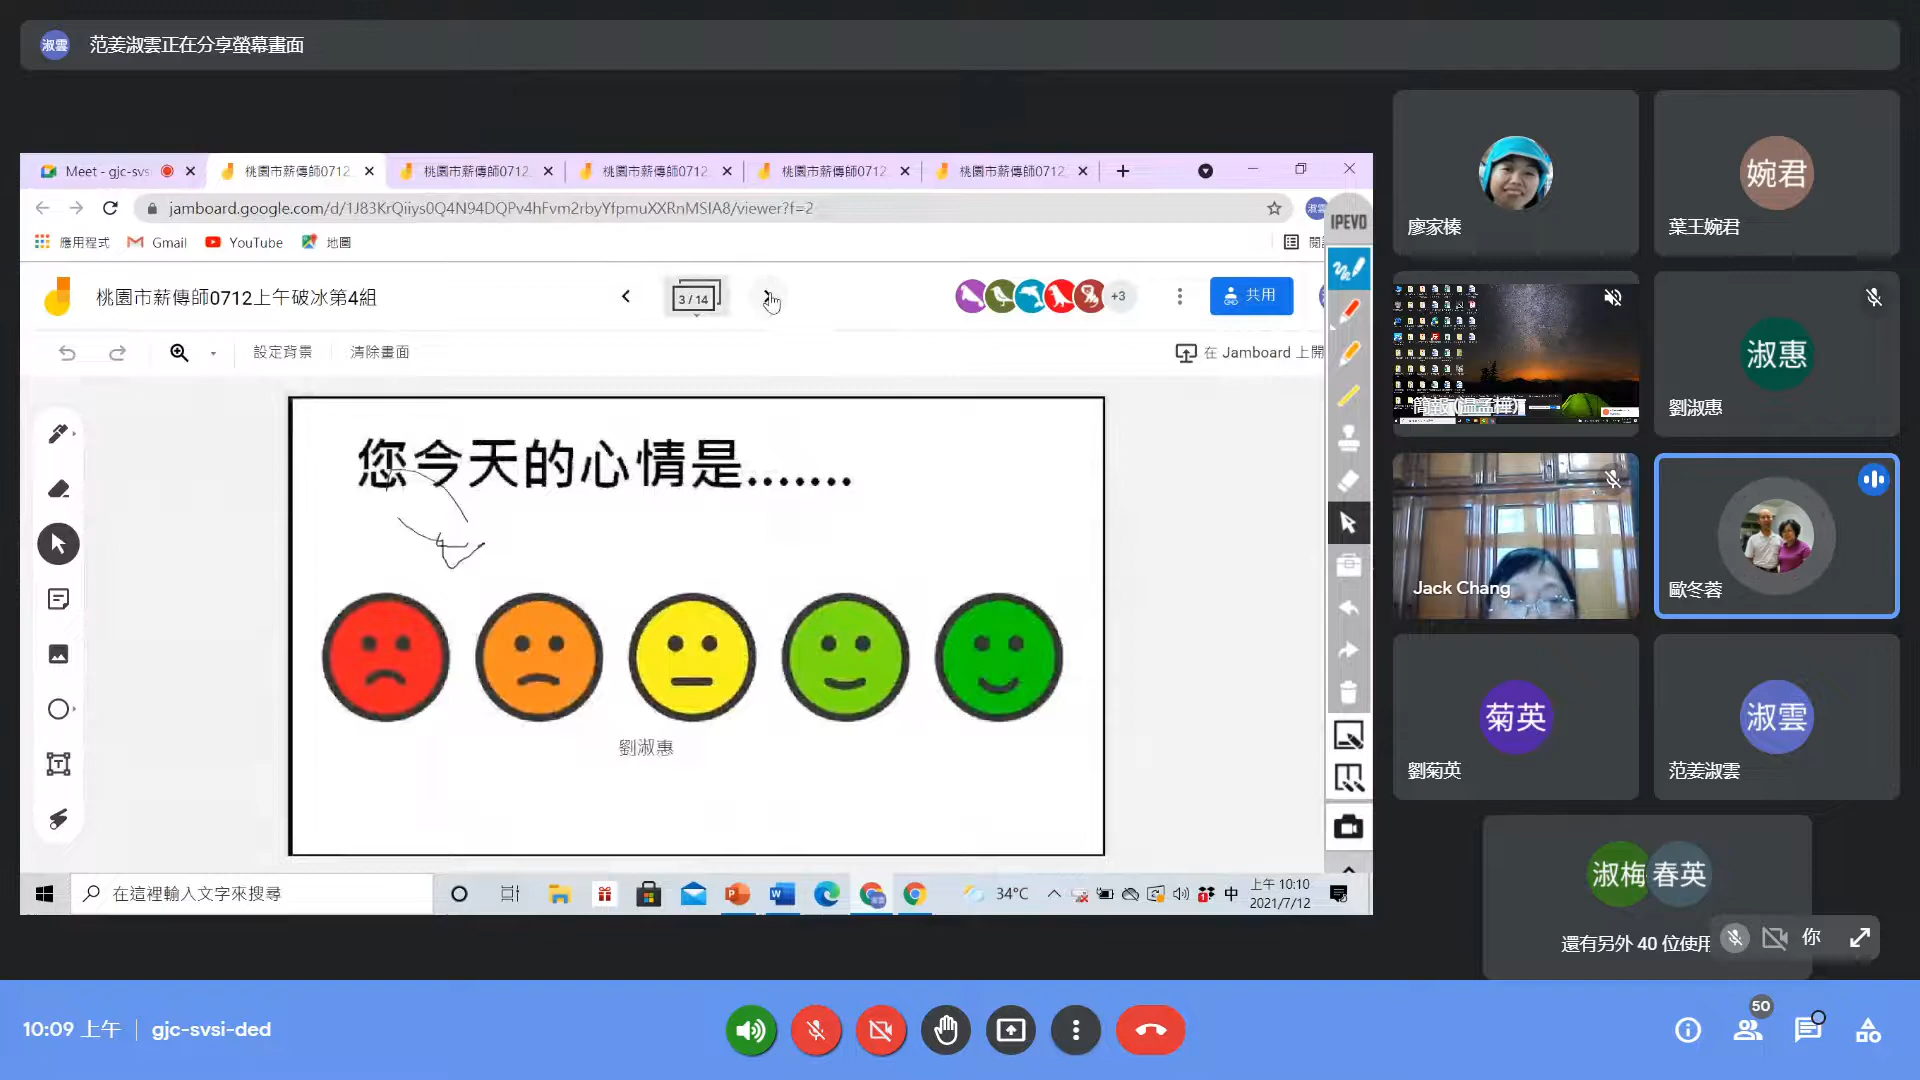 淑雲 范姜淑雲正在分享螢幕畫面
Meet - gjc-svs
桃園市薪傳師0712
桃園市薪傳師0712
桃園市薪傳師0712
桃園市薪傳師0712
桃園市薪傳師0712
jamboard.google.com/d/1J83KrQiiys0Q4N94DQPv4hFvm2rbyYfpmuXXRnMSIA8/viewer?f=2
淑雲
IPEVO
應用程式 Gmail YouTube 地圖
桃園市薪傳師0712上午破冰第4組
3 / 14
+3
共用
設定背景 清除畫面
在 Jamboard 上開
您今天的心情是.......
劉淑惠
在這裡輸入文字來搜尋
34°C
中
上午 10:10
2021/7/12
廖家榛
婉君
葉王婉君
簡報 (溫孟樺)
淑惠
劉淑惠
Jack Chang
歐冬蓉
菊英
劉菊英
淑雲
范姜淑雲
淑梅 春英
還有另外 40 位使用
你
10:09 上午 gjc-svsi-ded
50